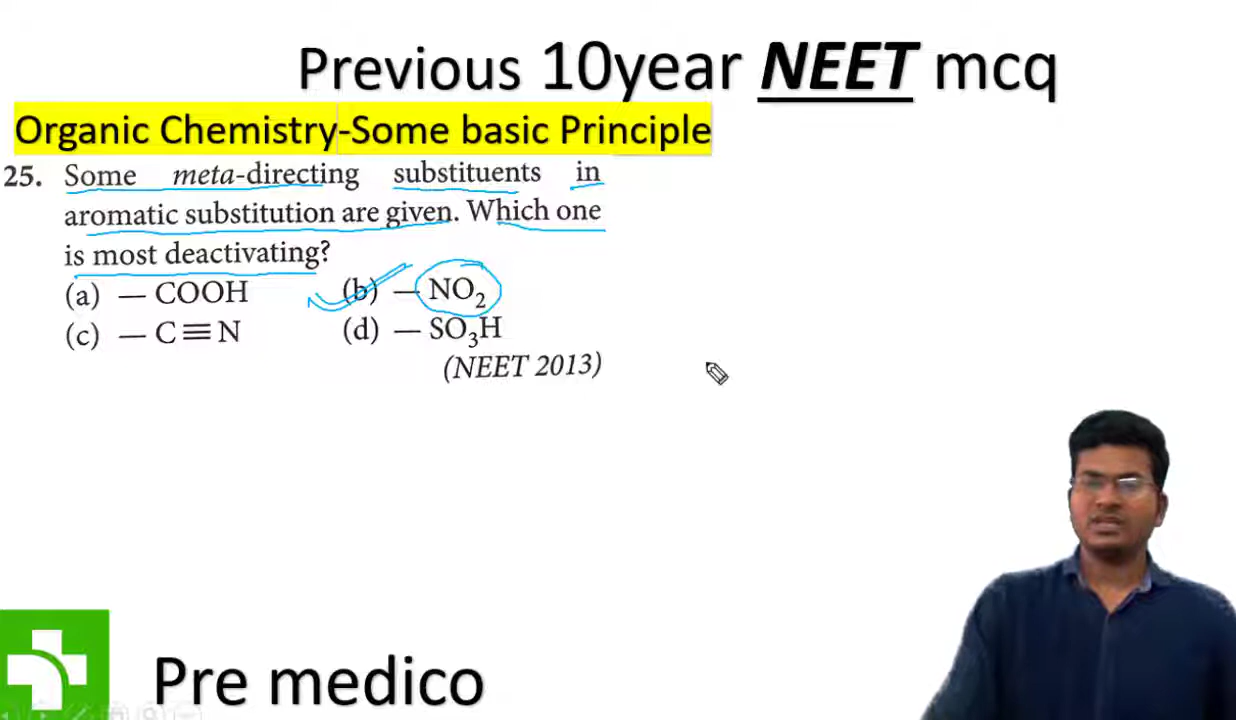 Previous 10year NEET mcq
Organic Chemistry-Some basic Principle
25. Some meta-directing substituents in
aromatic substitution are given. Which one
is most deactivating?
(a) — COOH (b) — NO₂
(c) — C≡N (d) — SO₃H
(NEET 2013)
Pre medico